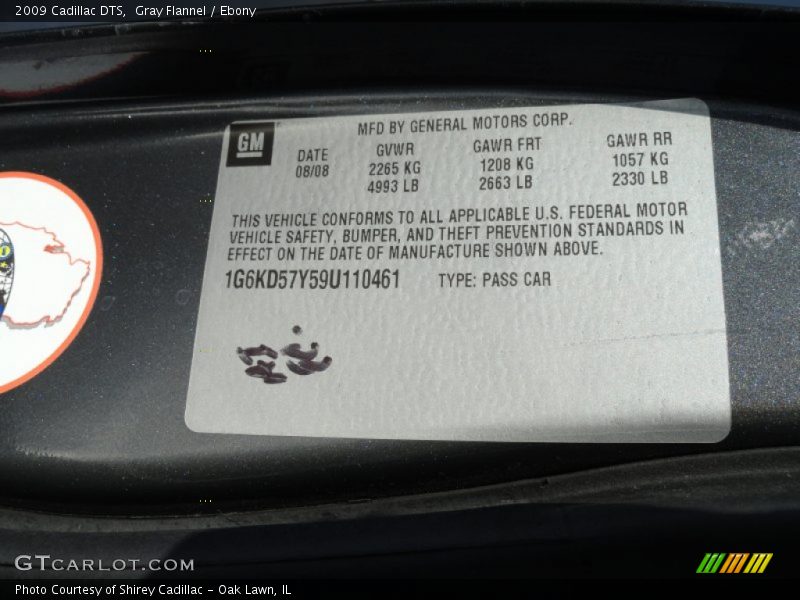 2009 Cadillac DTS, Gray Flannel / Ebony
GM
MFD BY GENERAL MOTORS CORP.
DATE GVWR GAWR FRT GAWR RR
08/08 2265 KG 1208 KG 1057 KG
4993 LB 2663 LB 2330 LB
THIS VEHICLE CONFORMS TO ALL APPLICABLE U.S. FEDERAL MOTOR
VEHICLE SAFETY, BUMPER, AND THEFT PREVENTION STANDARDS IN
EFFECT ON THE DATE OF MANUFACTURE SHOWN ABOVE.
1G6KD57Y59U110461 TYPE: PASS CAR
GTCARLOT.COM
Photo Courtesy of Shirey Cadillac - Oak Lawn, IL